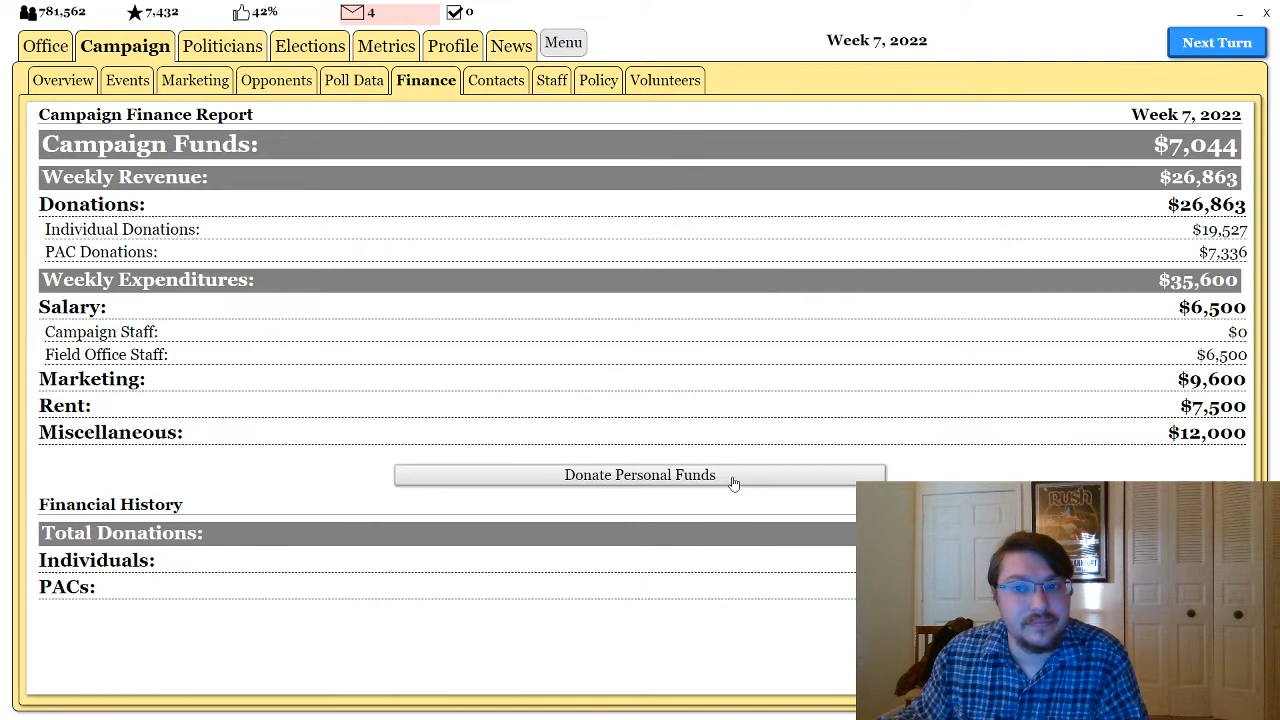 781,562 7,432 42% 4 0
Office Campaign Politicians Elections Metrics Profile News Menu Week 7, 2022 Next Turn
Overview Events Marketing Opponents Poll Data Finance Contacts Staff Policy Volunteers
Campaign Finance Report Week 7, 2022
Campaign Funds: $7,044
Weekly Revenue: $26,863
Donations: $26,863
Individual Donations: $19,527
PAC Donations: $7,336
Weekly Expenditures: $35,600
Salary: $6,500
Campaign Staff: $0
Field Office Staff: $6,500
Marketing: $9,600
Rent: $7,500
Miscellaneous: $12,000
Donate Personal Funds
Financial History
Total Donations:
Individuals:
PACs:
RUSH